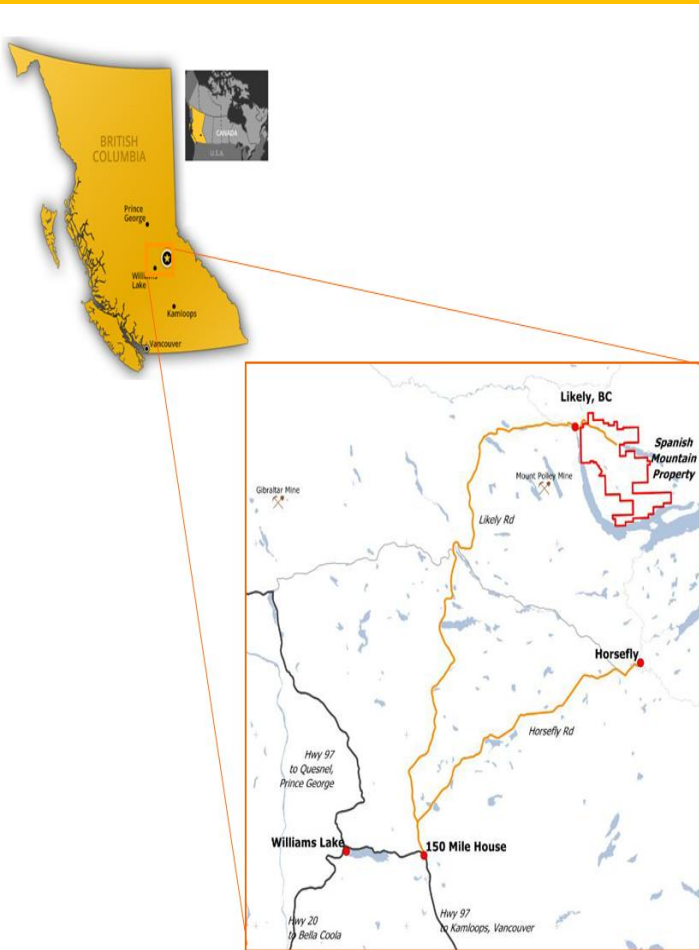 BRITISH
COLUMBIA
CANADA
U.S.A.
Prince
George
Williams
Lake
Kamloops
Vancouver
Likely, BC
Spanish
Mountain
Property
Mount Polley Mine
Gibraltar Mine
Likely Rd
Horsefly
Horsefly Rd
Hwy 97
to Quesnel,
Prince George
Williams Lake
150 Mile House
Hwy 20
to Bella Coola
Hwy 97
to Kamloops, Vancouver